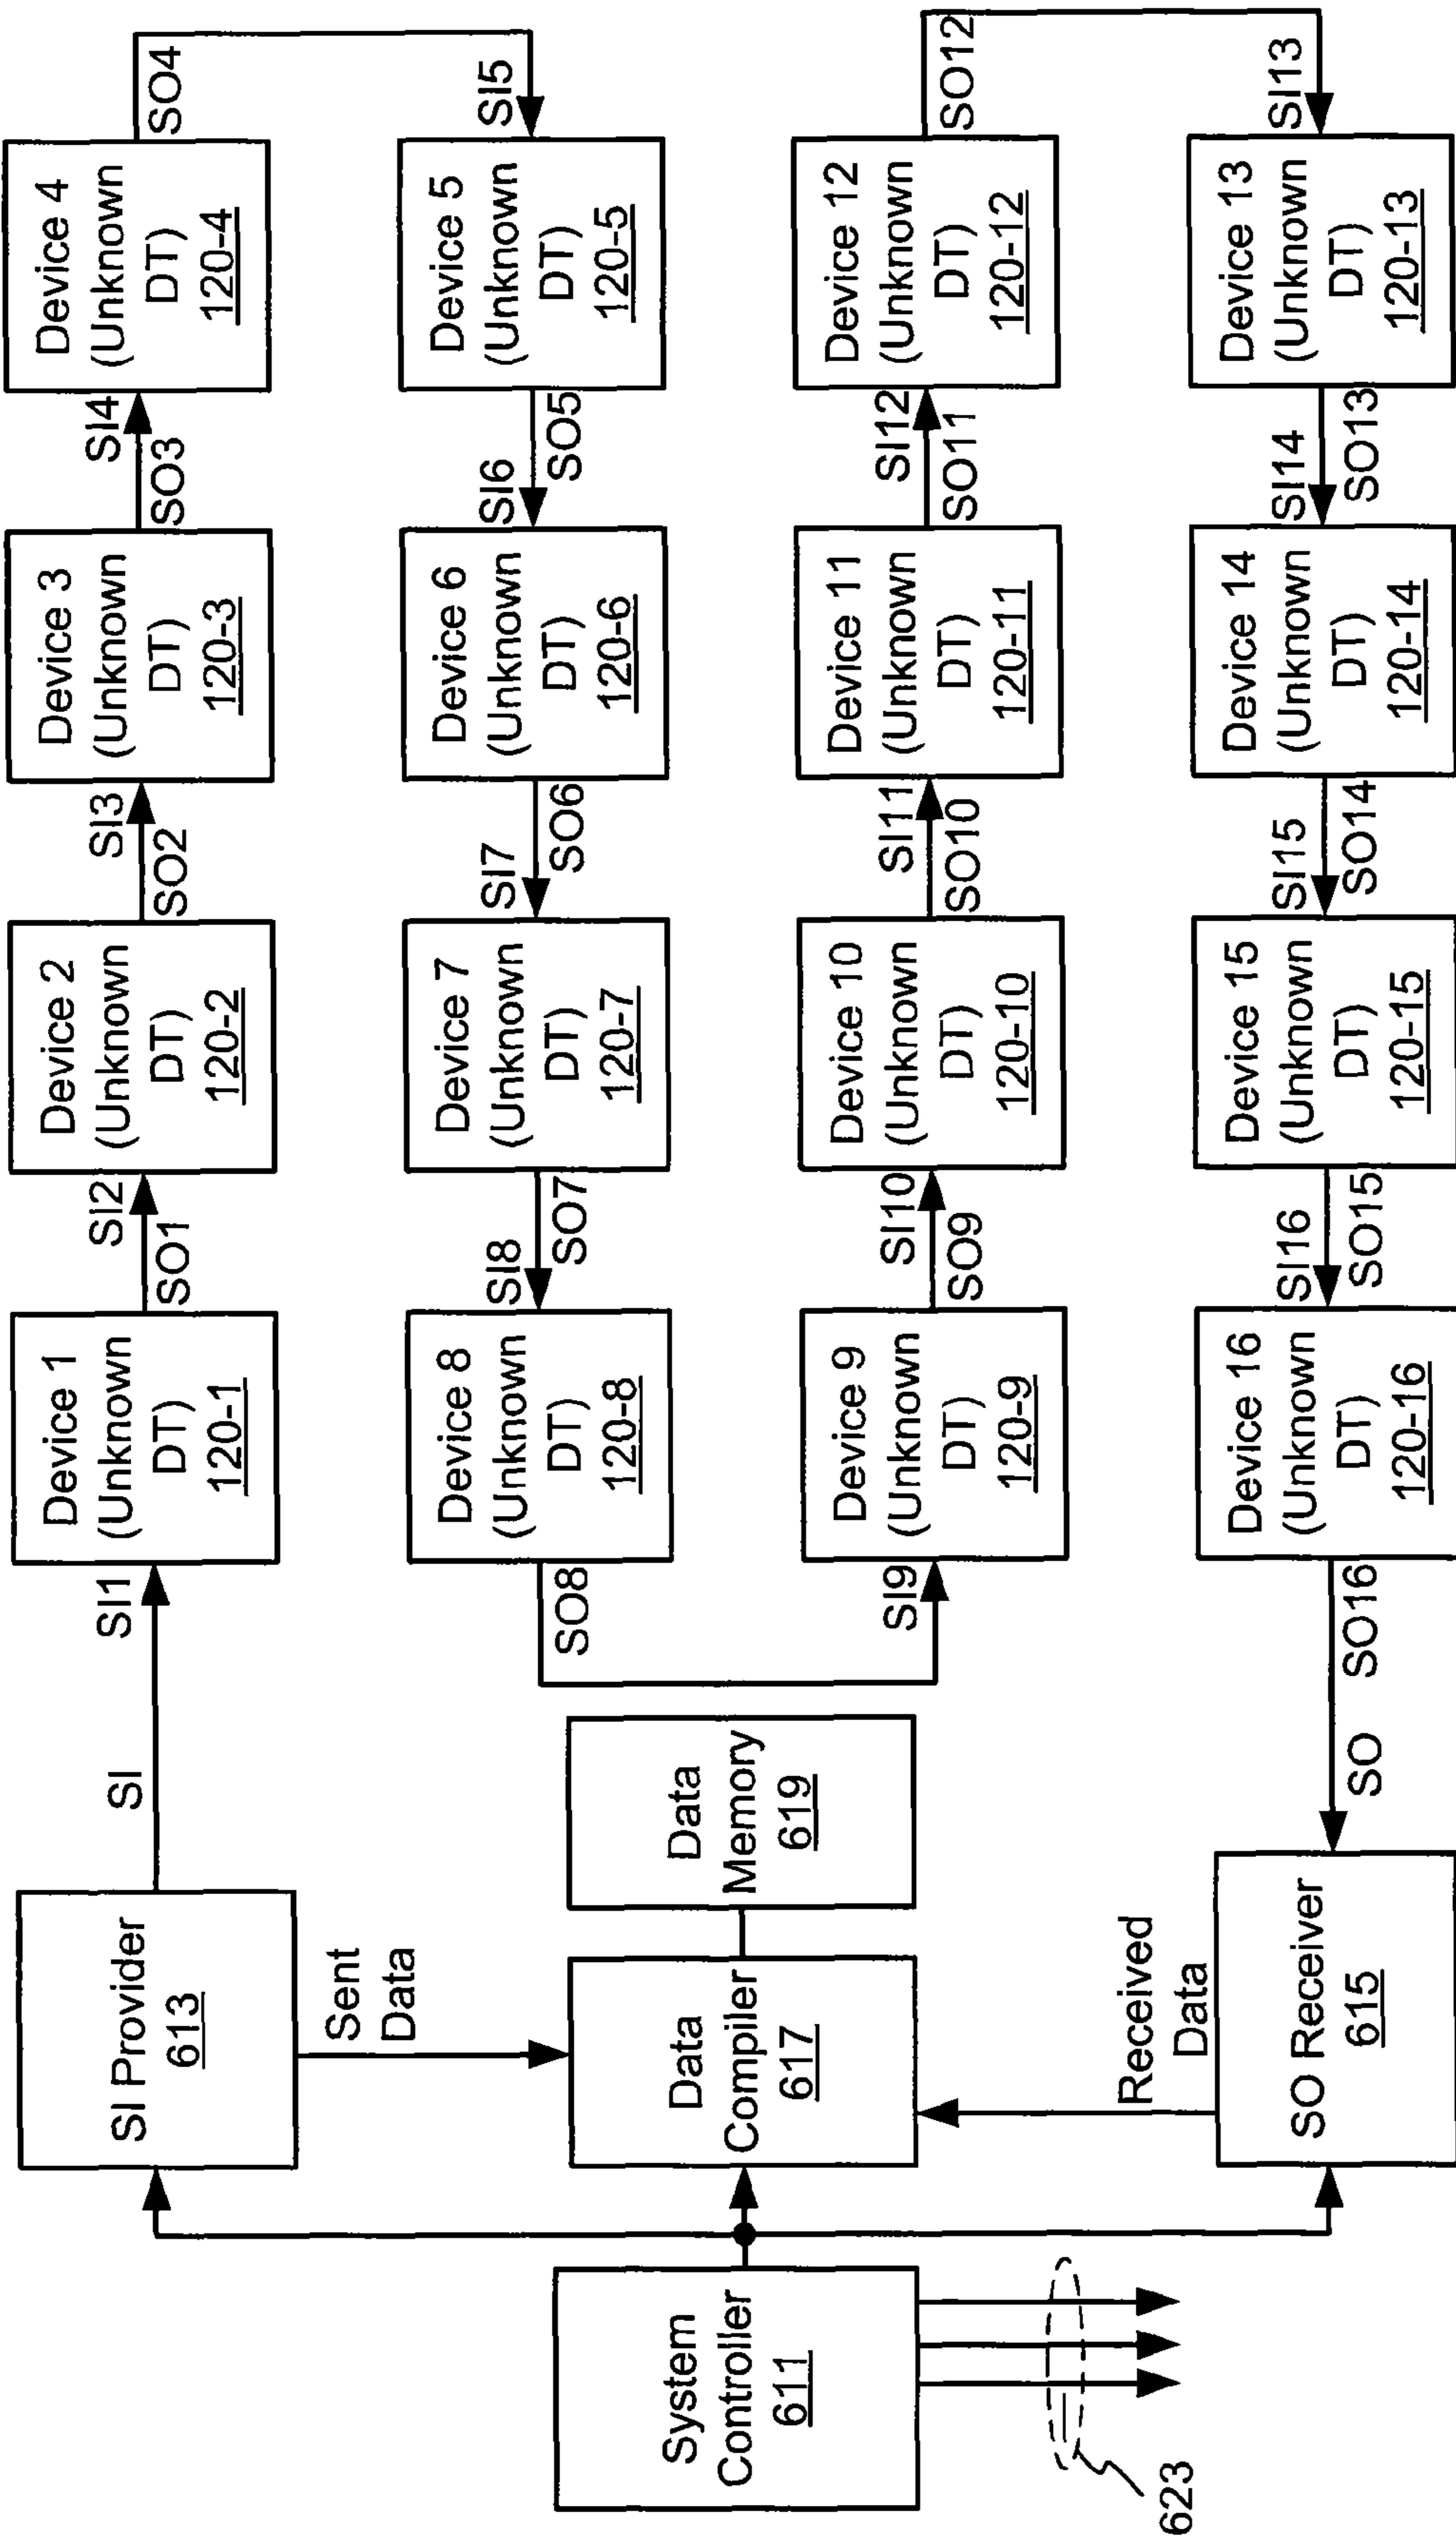 System
Controller
611
623
SI Provider
613
Sent
Data
Data
Compiler
617
Data
Memory
619
Received
Data
SO Receiver
615
SI
SI1
Device 1
(Unknown
DT)
120-1
SO1
SI2
Device 2
(Unknown
DT)
120-2
SO2
SI3
Device 3
(Unknown
DT)
120-3
SO3
SI4
Device 4
(Unknown
DT)
120-4
SO4
SI5
Device 5
(Unknown
DT)
120-5
SO5
SI6
Device 6
(Unknown
DT)
120-6
SO6
SI7
Device 7
(Unknown
DT)
120-7
SO7
SI8
Device 8
(Unknown
DT)
120-8
SO8
SI9
Device 9
(Unknown
DT)
120-9
SO9
SI10
Device 10
(Unknown
DT)
120-10
SO10
SI11
Device 11
(Unknown
DT)
120-11
SO11
SI12
Device 12
(Unknown
DT)
120-12
SO12
SI13
Device 13
(Unknown
DT)
120-13
SO13
SI14
Device 14
(Unknown
DT)
120-14
SO14
SI15
Device 15
(Unknown
DT)
120-15
SO15
SI16
Device 16
(Unknown
DT)
120-16
SO16
SO